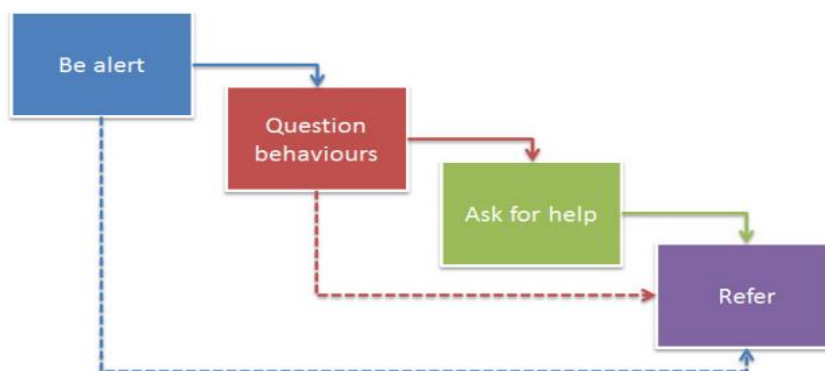 Be alert
Question
behaviours
Ask for help
Refer